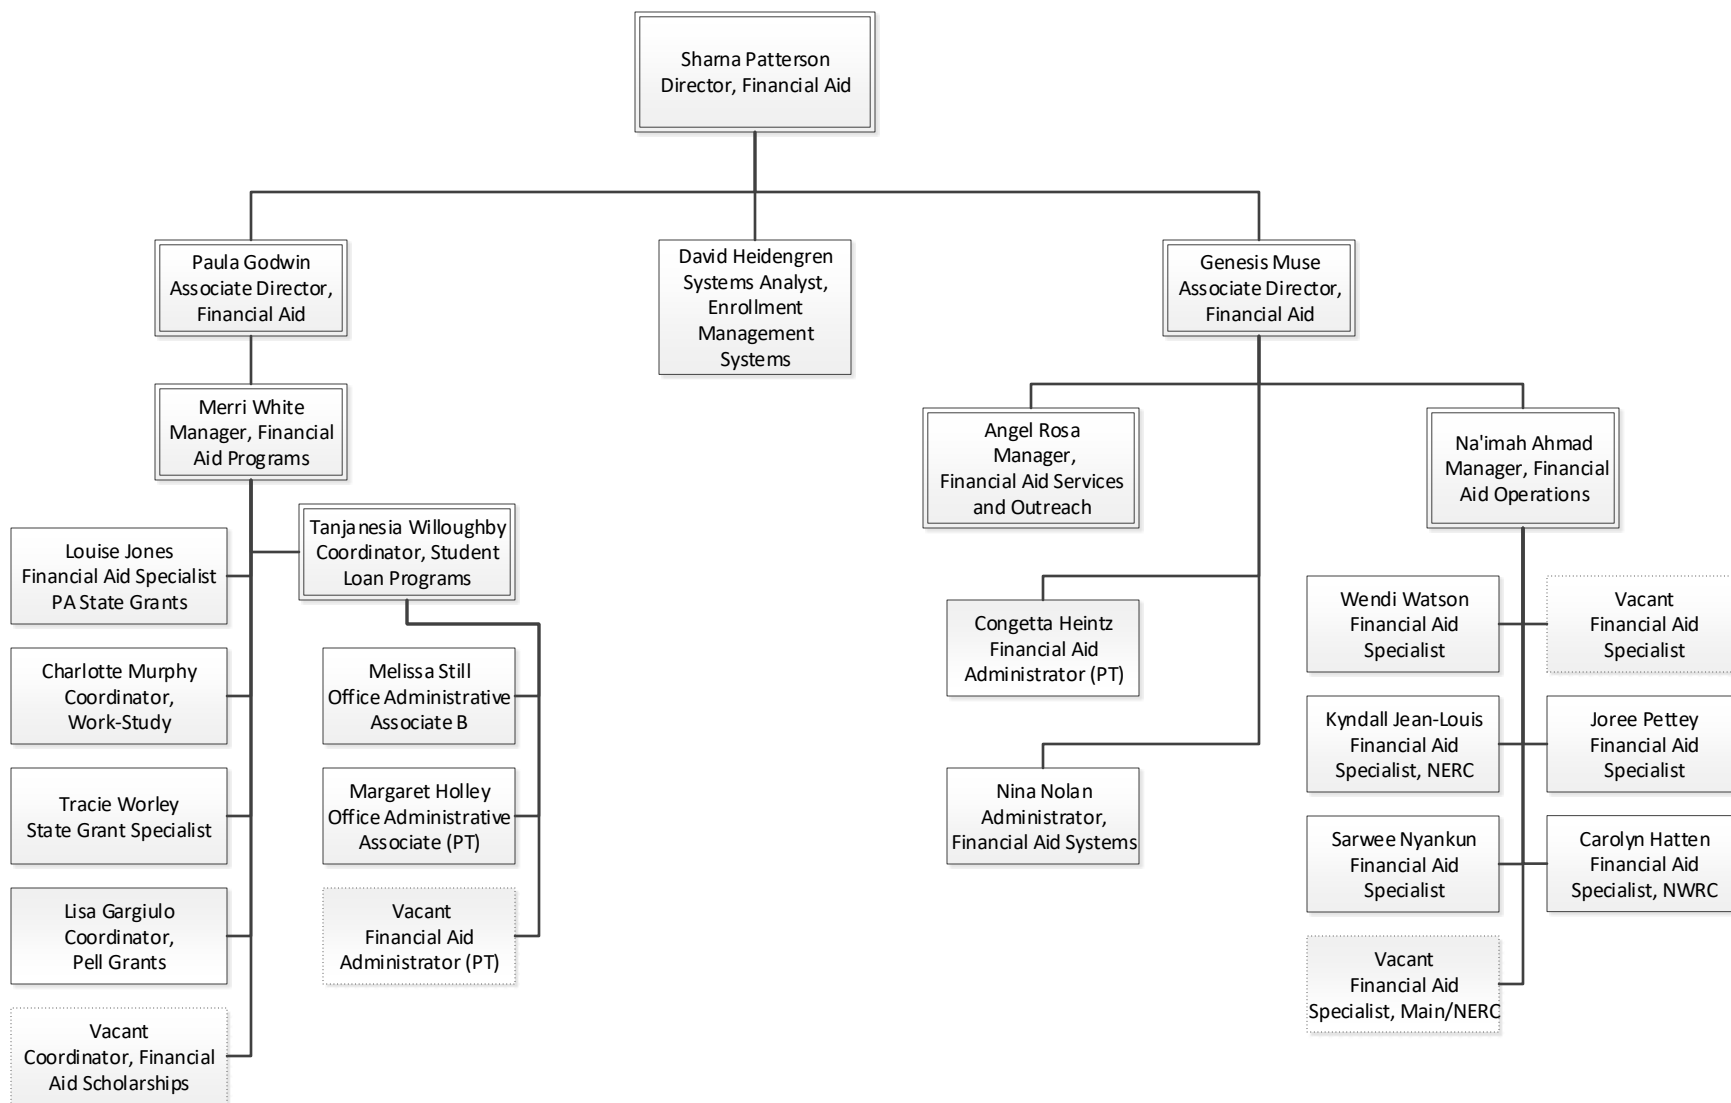 Sharna Patterson
Director, Financial Aid
Paula Godwin
Associate Director,
Financial Aid
David Heidengren
Systems Analyst,
Enrollment
Management
Systems
Genesis Muse
Associate Director,
Financial Aid
Merri White
Manager, Financial
Aid Programs
Angel Rosa
Manager,
Financial Aid Services
and Outreach
Na'imah Ahmad
Manager, Financial
Aid Operations
Louise Jones
Financial Aid Specialist
PA State Grants
Tanjanesia Willoughby
Coordinator, Student
Loan Programs
Charlotte Murphy
Coordinator,
Work-Study
Tracie Worley
State Grant Specialist
Lisa Gargiulo
Coordinator,
Pell Grants
Vacant
Coordinator, Financial
Aid Scholarships
Melissa Still
Office Administrative
Associate B
Margaret Holley
Office Administrative
Associate (PT)
Vacant
Financial Aid
Administrator (PT)
Congetta Heintz
Financial Aid
Administrator (PT)
Nina Nolan
Administrator,
Financial Aid Systems
Wendi Watson
Financial Aid
Specialist
Vacant
Financial Aid
Specialist
Kyndall Jean-Louis
Financial Aid
Specialist, NERC
Joree Pettey
Financial Aid
Specialist
Sarwee Nyankun
Financial Aid
Specialist
Carolyn Hatten
Financial Aid
Specialist, NWRC
Vacant
Financial Aid
Specialist, Main/NERC